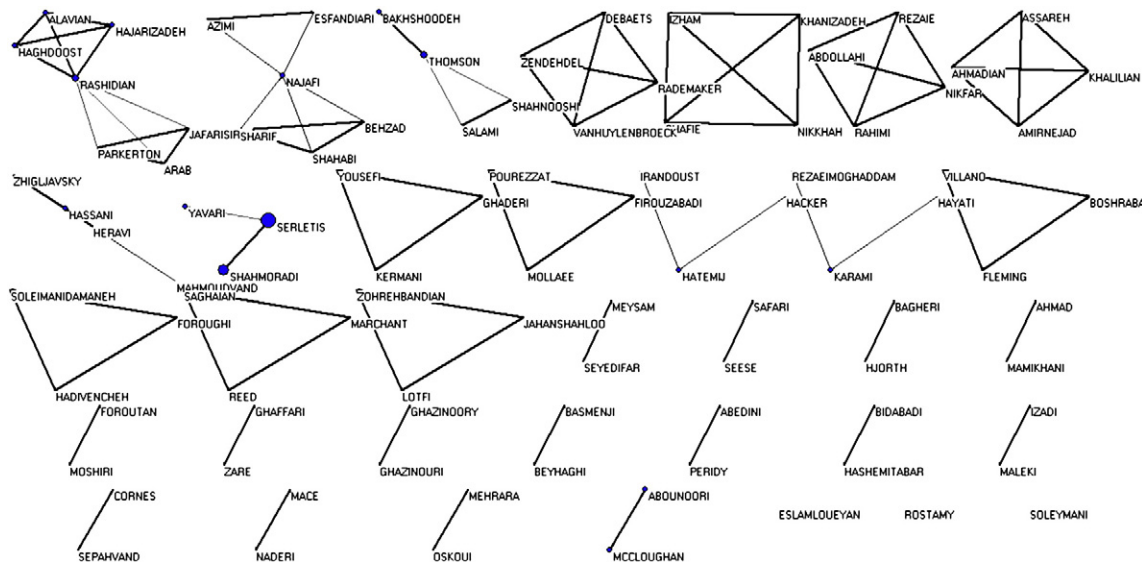 ALAVIAN
HAJARIZADEH
HAGHDOOST
RASHIDIAN
JAFARISIR
PARKERTON
ARAB
AZIMI
ESFANDIARI
NAJAFI
SHARIF
BEHZAD
SHAHABI
BAKHSHOODEH
THOMSON
SHAHNOOSHI
SALAMI
DEBAETS
ZENDEHDEL
RADEMAKER
VANHUYLENBROECK
IZHAM
KHANIZADEH
SHAFIE
NIKKHAH
REZAIE
ABDOLLAHI
NIKFAR
RAHIMI
ASSAREH
AHMADIAN
KHALILIAN
AMIRNEJAD
ZHIGLJAVSKY
HASSANI
HERAVI
MAHMOUDVAND
YAVARI
SERLETIS
SHAHMORADI
YOUSEFI
GHADERI
KERMANI
POUREZZAT
FIROUZABADI
MOLLAEE
IRANDOUST
HACKER
HATEMIJ
REZAEIMOGHADDAM
HAYATI
KARAMI
VILLANO
BOSHRABA
FLEMING
SOLEIMANIDAMANEH
FOROUGHI
HADIVENCHEH
SAGHAIAN
MARCHANT
REED
ZOHREHBANDIAN
JAHANSHAHLOO
LOTFI
MEYSAM
SEYEDIFAR
SAFARI
SEESE
BAGHERI
HJORTH
AHMAD
MAMIKHANI
FOROUTAN
MOSHIRI
GHAFFARI
ZARE
GHAZINOORY
GHAZINOURI
BASMENJI
BEYHAGHI
ABEDINI
PERIDY
BIDABADI
HASHEMITABAR
IZADI
MALEKI
CORNES
SEPAHVAND
MACE
NADERI
MEHRARA
OSKOUI
ABOUNOORI
MCCLOUGHAN
ESLAMLOUEYAN
ROSTAMY
SOLEYMANI